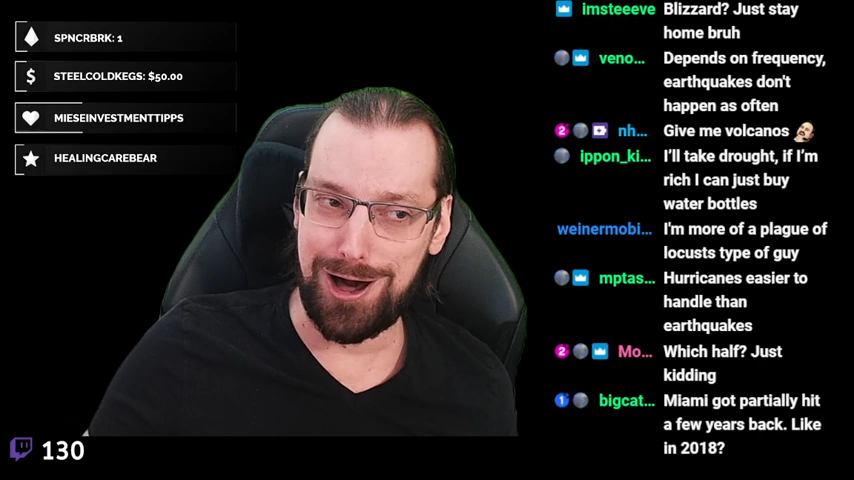 SPNCRBRK: 1
STEELCOLDKEGS: $50.00
MIESEINVESTMENTTIPPS
HEALINGCAREBEAR
130
imsteeeve Blizzard? Just stay
home bruh
veno... Depends on frequency,
earthquakes don't
happen as often
2 nh... Give me volcanos
ippon_ki... I'll take drought, if I'm
rich I can just buy
water bottles
weinermobi... I'm more of a plague of
locusts type of guy
mptas... Hurricanes easier to
handle than
earthquakes
2 Mo... Which half? Just
kidding
1 bigcat... Miami got partially hit
a few years back. Like
in 2018?